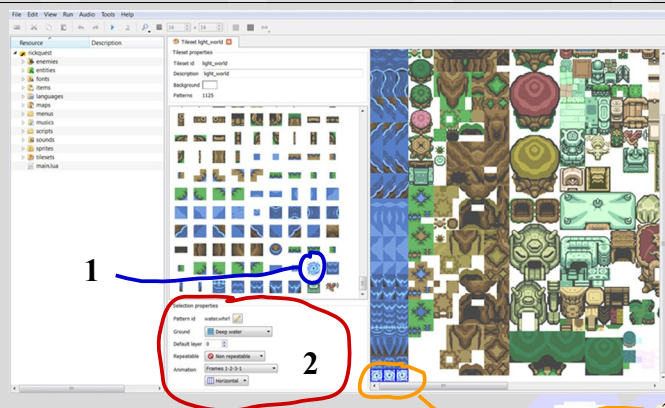 File Edit View Run Audio Tools Help
Resource Description
rickquest
enemies
entities
fonts
items
languages
maps
menus
musics
scripts
sounds
sprites
tilesets
main.lua
Tileset light_world
Tileset properties
Tileset id light_world
Description light_world
Background
Patterns 1125
1
Selection properties
Pattern id water.whirl
Ground Deep water
Default layer 0
Repeatable Non repeatable
Animation Frames 1-2-3-1
Horizontal
2